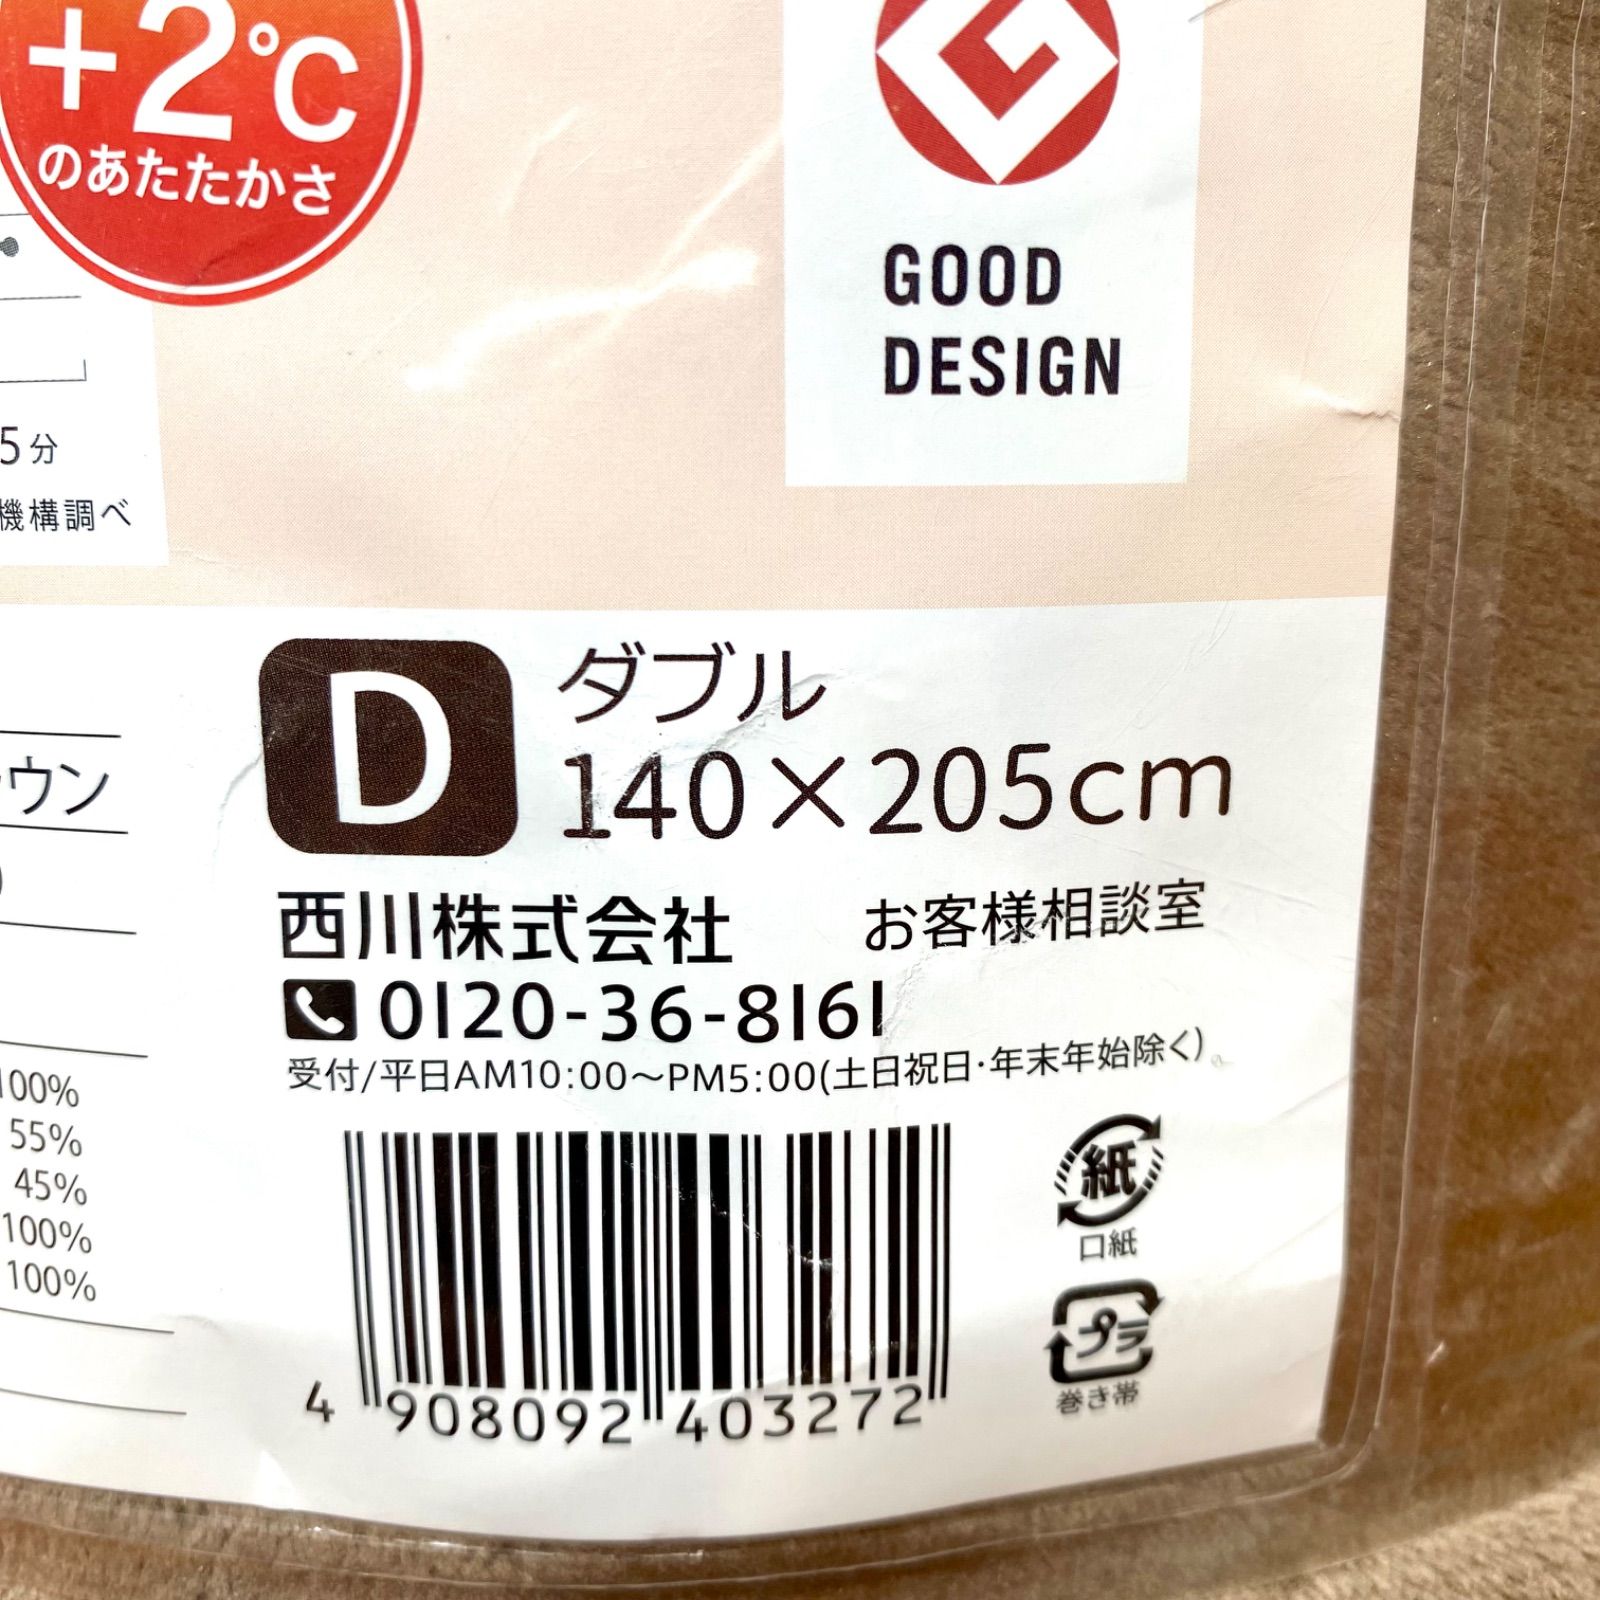 +2℃
のあたたかさ
GOOD
DESIGN
5分
機構調べ
D
ダブル
140×205cm
ウン
西川株式会社 お客様相談室
0120-36-8161
受付/平日AM10:00〜PM5:00(土日祝日・年末年始除く)。
100%
55%
45%
100%
100%
紙
口紙
プラ
巻き帯
4 908092 403272